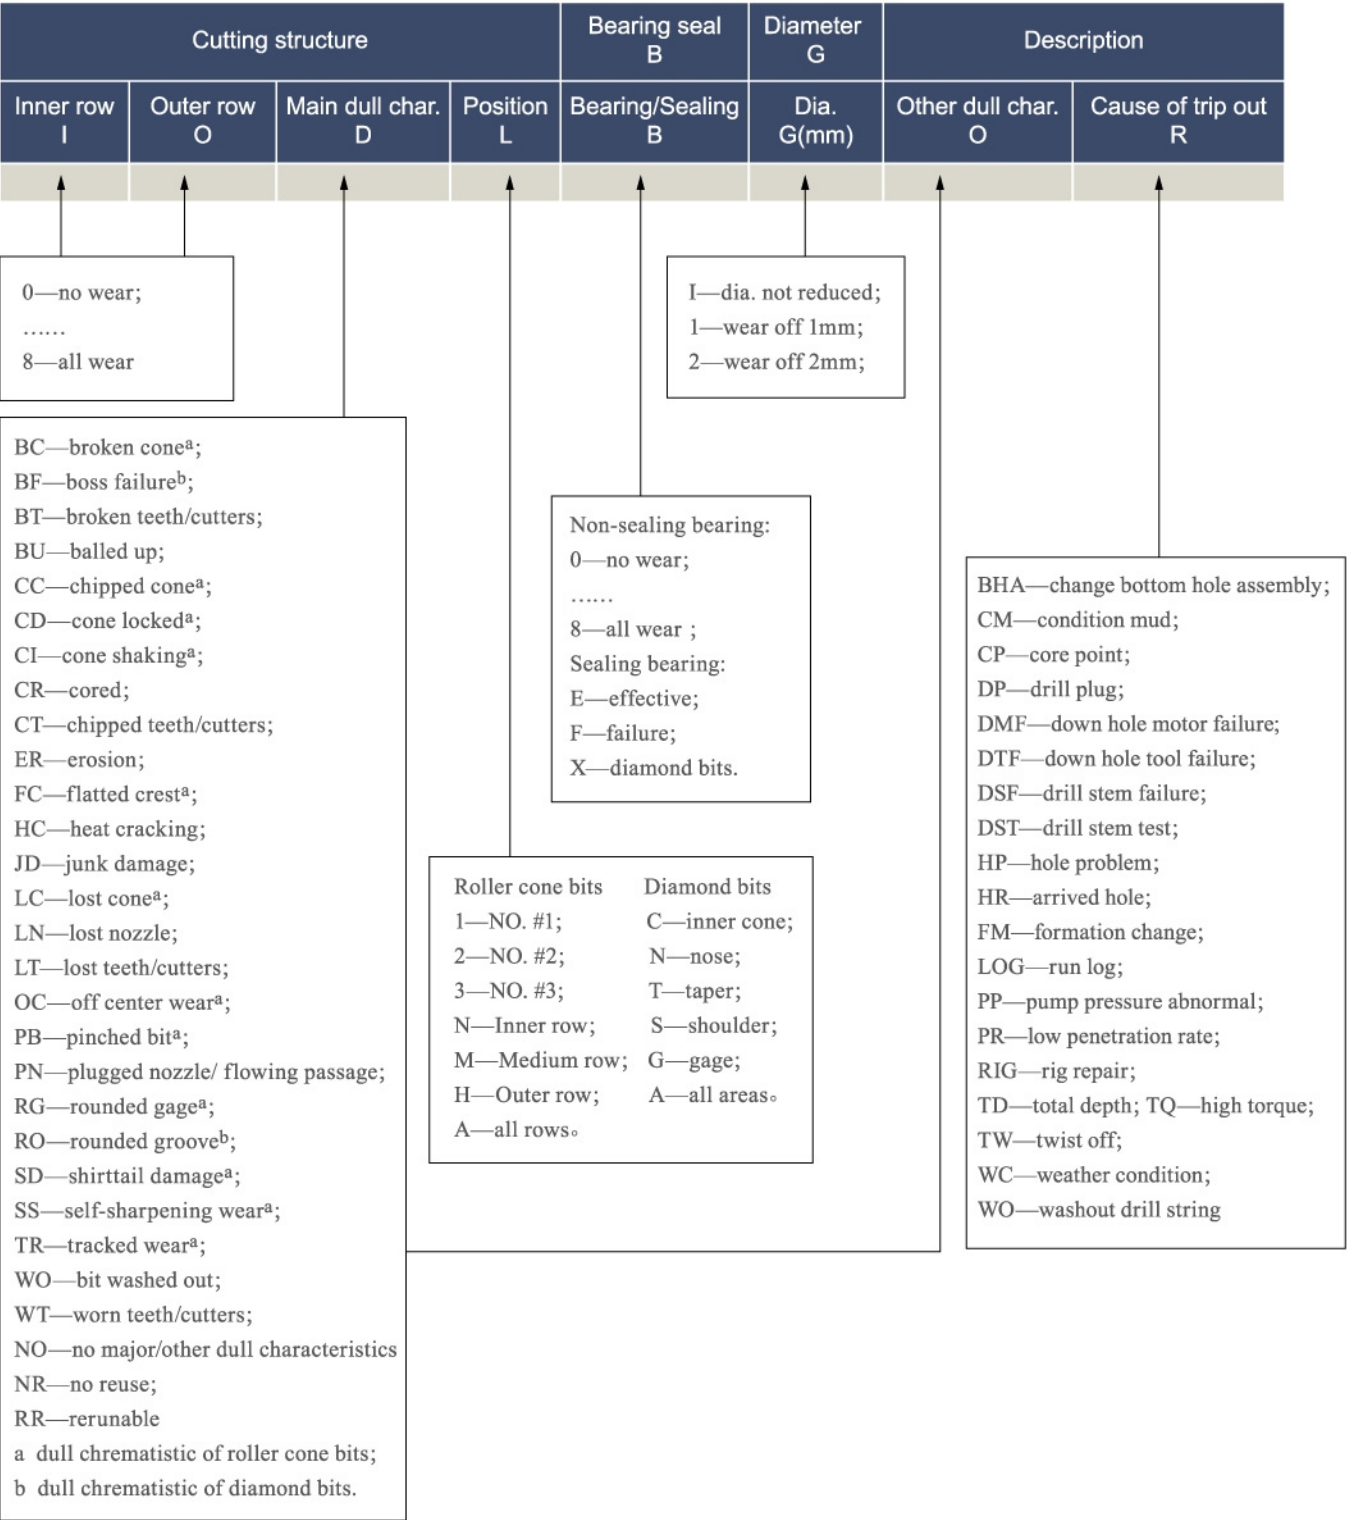 Cutting structure
Bearing seal
B
Diameter
G
Description
Inner row
I
Outer row
O
Main dull char.
D
Position
L
Bearing/Sealing
B
Dia.
G(mm)
Other dull char.
O
Cause of trip out
R
0—no wear;
......
8—all wear
I—dia. not reduced;
1—wear off 1mm;
2—wear off 2mm;
BC—broken coneᵃ;
BF—boss failureᵇ;
BT—broken teeth/cutters;
BU—balled up;
CC—chipped coneᵃ;
CD—cone lockedᵃ;
CI—cone shakingᵃ;
CR—cored;
CT—chipped teeth/cutters;
ER—erosion;
FC—flatted crestᵃ;
HC—heat cracking;
JD—junk damage;
LC—lost coneᵃ;
LN—lost nozzle;
LT—lost teeth/cutters;
OC—off center wearᵃ;
PB—pinched bitᵃ;
PN—plugged nozzle/ flowing passage;
RG—rounded gageᵃ;
RO—rounded grooveᵇ;
SD—shirttail damageᵃ;
SS—self-sharpening wearᵃ;
TR—tracked wearᵃ;
WO—bit washed out;
WT—worn teeth/cutters;
NO—no major/other dull characteristics
NR—no reuse;
RR—rerunable
a dull chrematistic of roller cone bits;
b dull chrematistic of diamond bits.
Non-sealing bearing:
0—no wear;
......
8—all wear ;
Sealing bearing:
E—effective;
F—failure;
X—diamond bits.
Roller cone bits
1—NO. #1;
2—NO. #2;
3—NO. #3;
N—Inner row;
M—Medium row;
H—Outer row;
A—all rows。
Diamond bits
C—inner cone;
N—nose;
T—taper;
S—shoulder;
G—gage;
A—all areas。
BHA—change bottom hole assembly;
CM—condition mud;
CP—core point;
DP—drill plug;
DMF—down hole motor failure;
DTF—down hole tool failure;
DSF—drill stem failure;
DST—drill stem test;
HP—hole problem;
HR—arrived hole;
FM—formation change;
LOG—run log;
PP—pump pressure abnormal;
PR—low penetration rate;
RIG—rig repair;
TD—total depth; TQ—high torque;
TW—twist off;
WC—weather condition;
WO—washout drill string